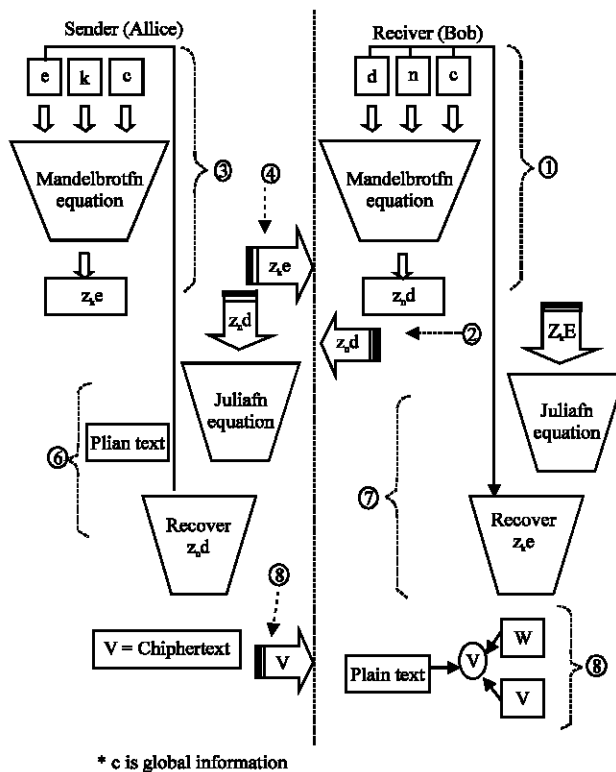 Sender (Allice)
e
k
c
Mandelbrotfn
equation
zₖe
③
④
zₖe
zₙd
Juliafn
equation
⑥
Plian text
Recover
zₙd
⑧
V = Chiphertext
V
Reciver (Bob)
d
n
c
Mandelbrotfn
equation
zₙd
①
zₙd
②
ZₖE
Juliafn
equation
⑦
Recover
zₖe
Plain text
V
W
V
⑧
* c is global information